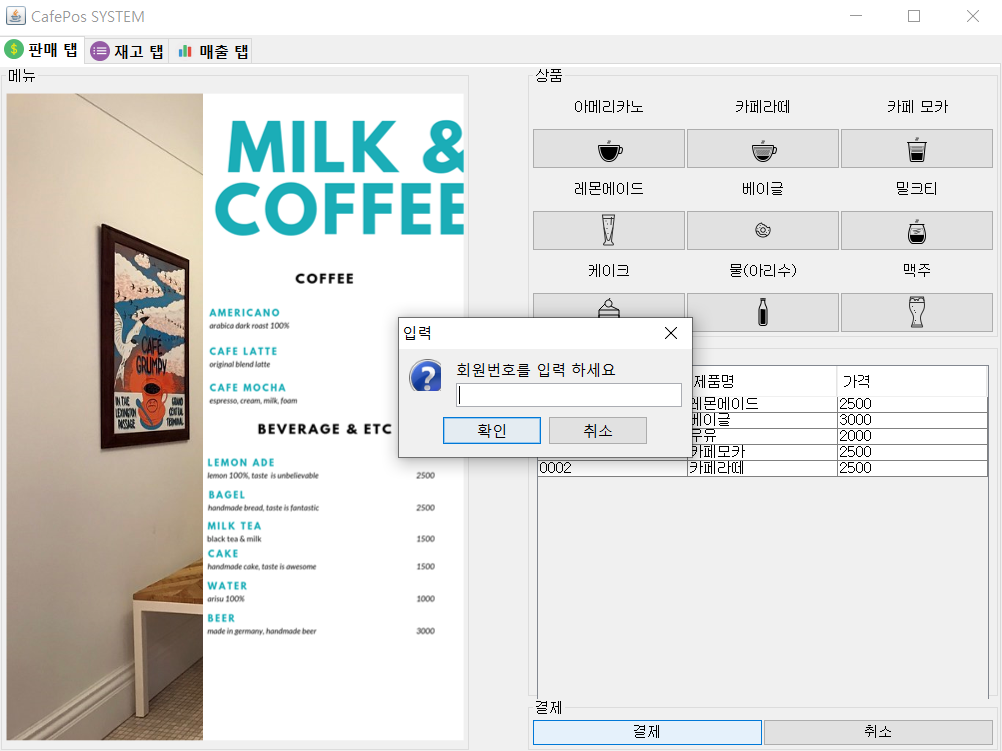 CafePos SYSTEM
판매 탭
재고 탭
매출 탭
메뉴
MILK &
COFFEE
COFFEE
AMERICANO
arabica dark roast 100%
CAFE LATTE
original blend latte
CAFE MOCHA
espresso, cream, milk, foam
BEVERAGE & ETC
LEMON ADE
lemon 100%, taste is unbelievable 2500
BAGEL
handmade bread, taste is fantastic 2500
MILK TEA
black tea & milk 1500
CAKE
handmade cake, taste is awesome 1500
WATER
arisu 100% 1000
BEER
made in germany, handmade beer 3000
CAFE
GRUMPY
IN THE
LEXINGTON
PASSAGE
GRAND
CENTRAL
TERMINAL
상품
아메리카노 카페라떼 카페 모카
레몬에이드 베이글 밀크티
케이크 물(아리수) 맥주
입력
회원번호를 입력 하세요
확인 취소
제품명 가격
레몬에이드 2500
베이글 3000
우유 2000
카페모카 2500
0002 카페라떼 2500
결제
결제 취소